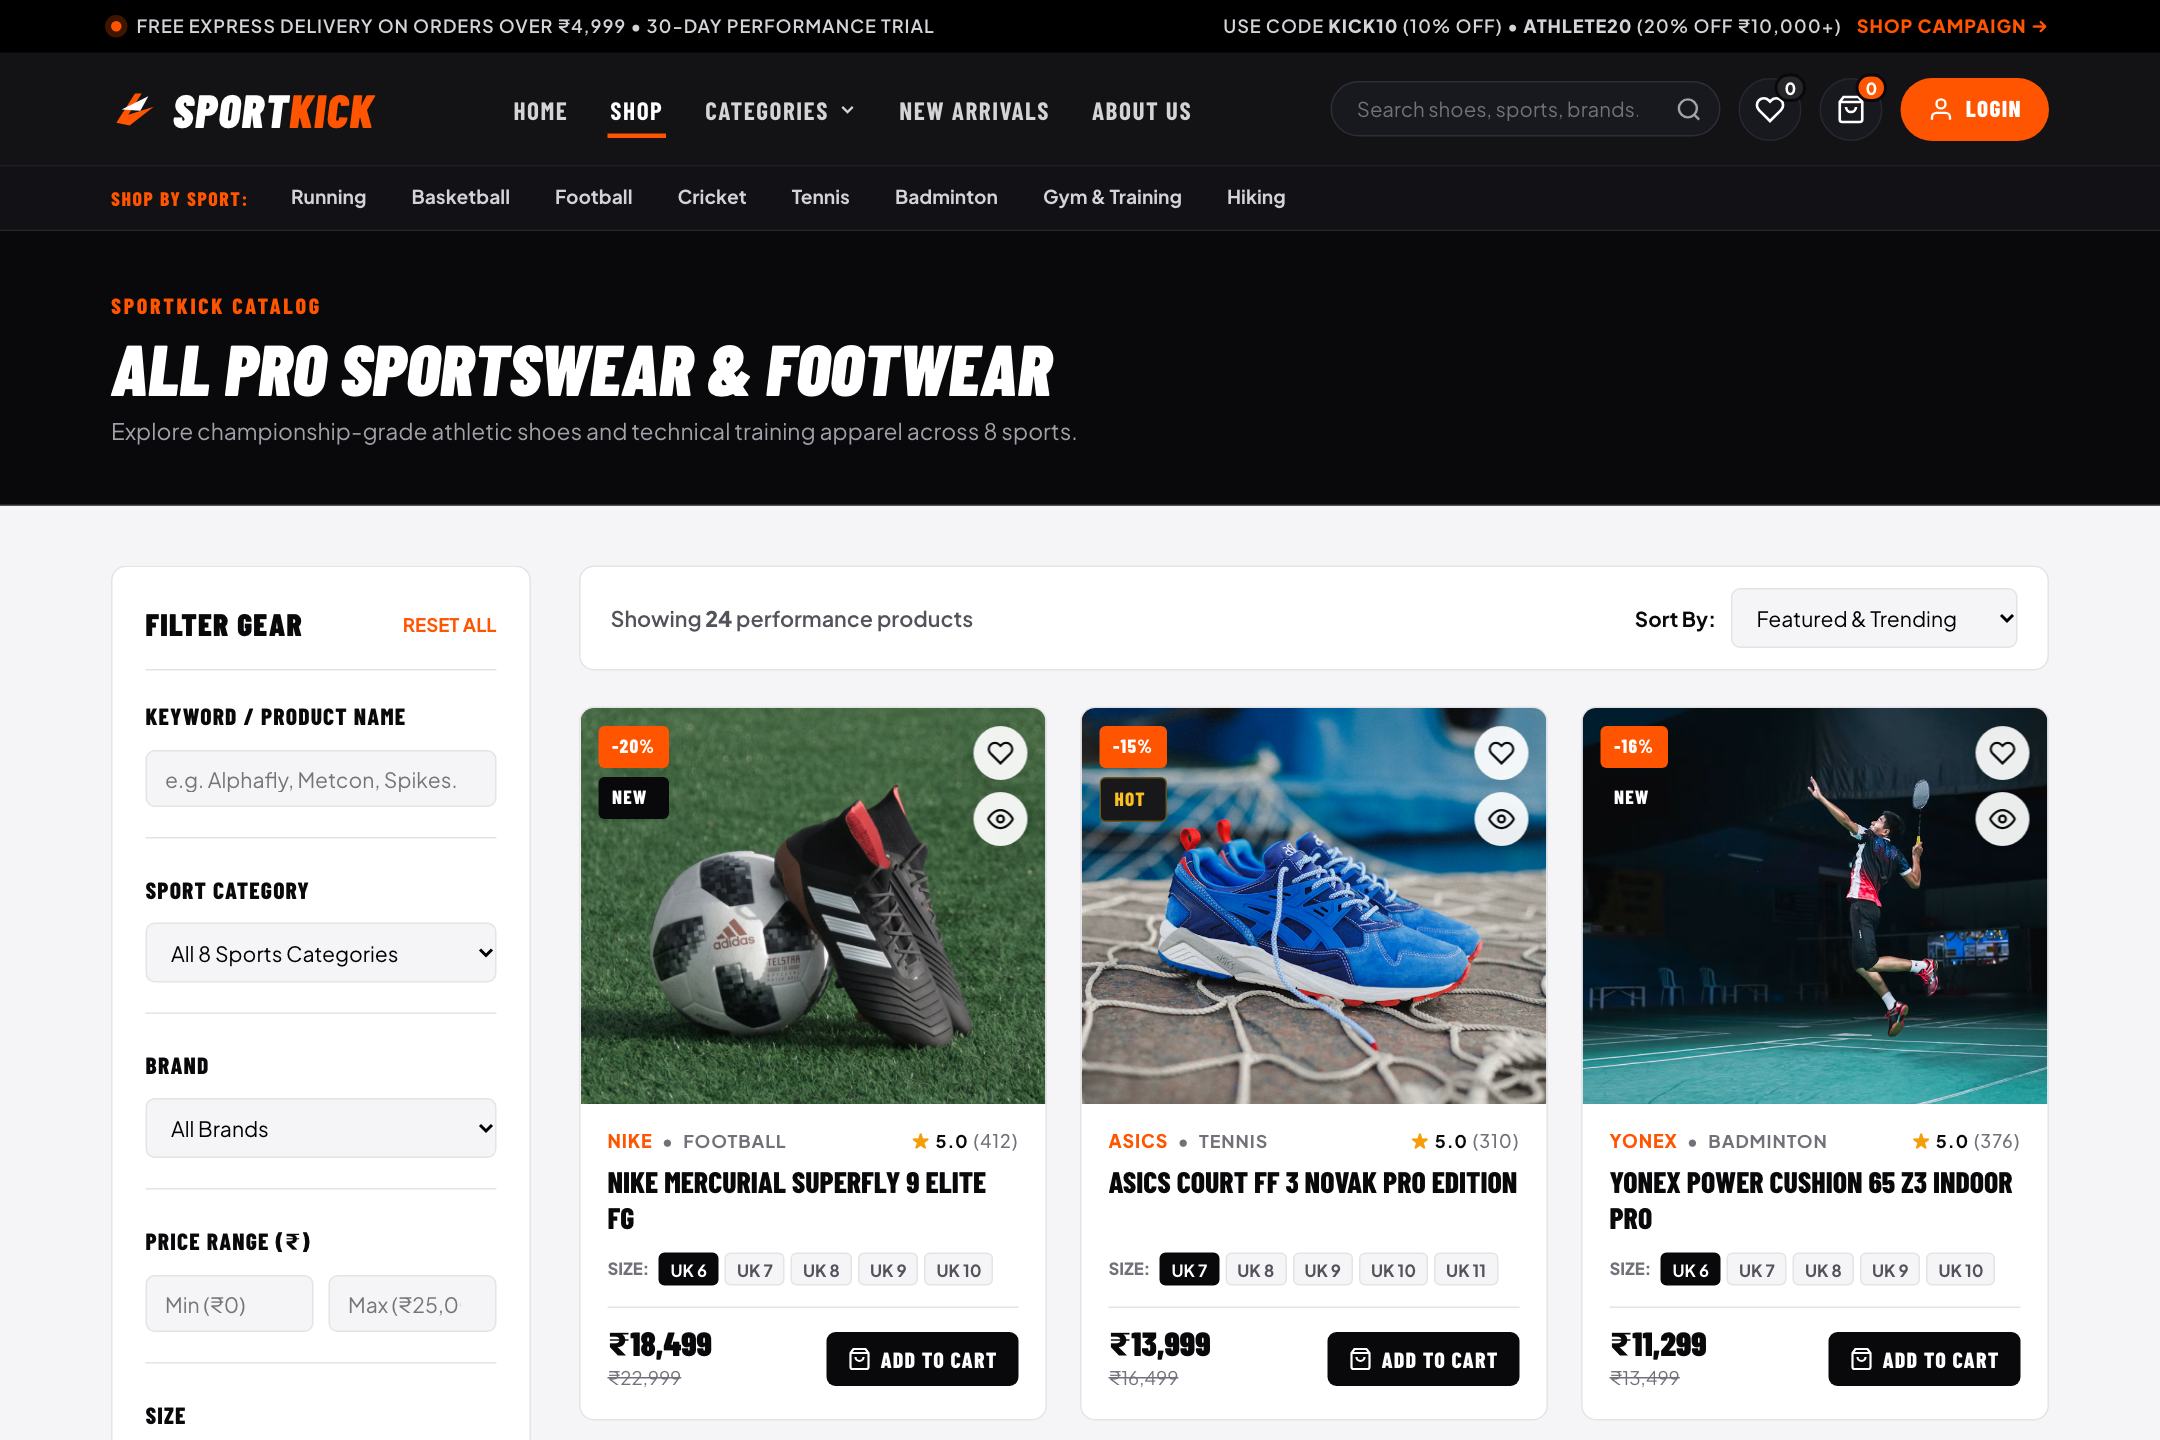 FREE EXPRESS DELIVERY ON ORDERS OVER ₹4,999 • 30-DAY PERFORMANCE TRIAL
USE CODE KICK10 (10% OFF) • ATHLETE20 (20% OFF ₹10,000+) SHOP CAMPAIGN →
SPORTKICK
HOME SHOP CATEGORIES NEW ARRIVALS ABOUT US
Search shoes, sports, brands.
0
0
LOGIN
SHOP BY SPORT: Running Basketball Football Cricket Tennis Badminton Gym & Training Hiking
SPORTKICK CATALOG
ALL PRO SPORTSWEAR & FOOTWEAR
Explore championship-grade athletic shoes and technical training apparel across 8 sports.
FILTER GEAR RESET ALL
KEYWORD / PRODUCT NAME
e.g. Alphafly, Metcon, Spikes.
SPORT CATEGORY
All 8 Sports Categories
BRAND
All Brands
PRICE RANGE (₹)
Min (₹0) Max (₹25,0
SIZE
Showing 24 performance products
Sort By: Featured & Trending
-20%
NEW
adidas
TELSTAR
NIKE • FOOTBALL ★ 5.0 (412)
NIKE MERCURIAL SUPERFLY 9 ELITE
FG
SIZE: UK 6 UK 7 UK 8 UK 9 UK 10
₹18,499
₹22,999
ADD TO CART
-15%
HOT
ASICS • TENNIS ★ 5.0 (310)
ASICS COURT FF 3 NOVAK PRO EDITION
SIZE: UK 7 UK 8 UK 9 UK 10 UK 11
₹13,999
₹16,499
ADD TO CART
-16%
NEW
YONEX • BADMINTON ★ 5.0 (376)
YONEX POWER CUSHION 65 Z3 INDOOR
PRO
SIZE: UK 6 UK 7 UK 8 UK 9 UK 10
₹11,299
₹13,499
ADD TO CART